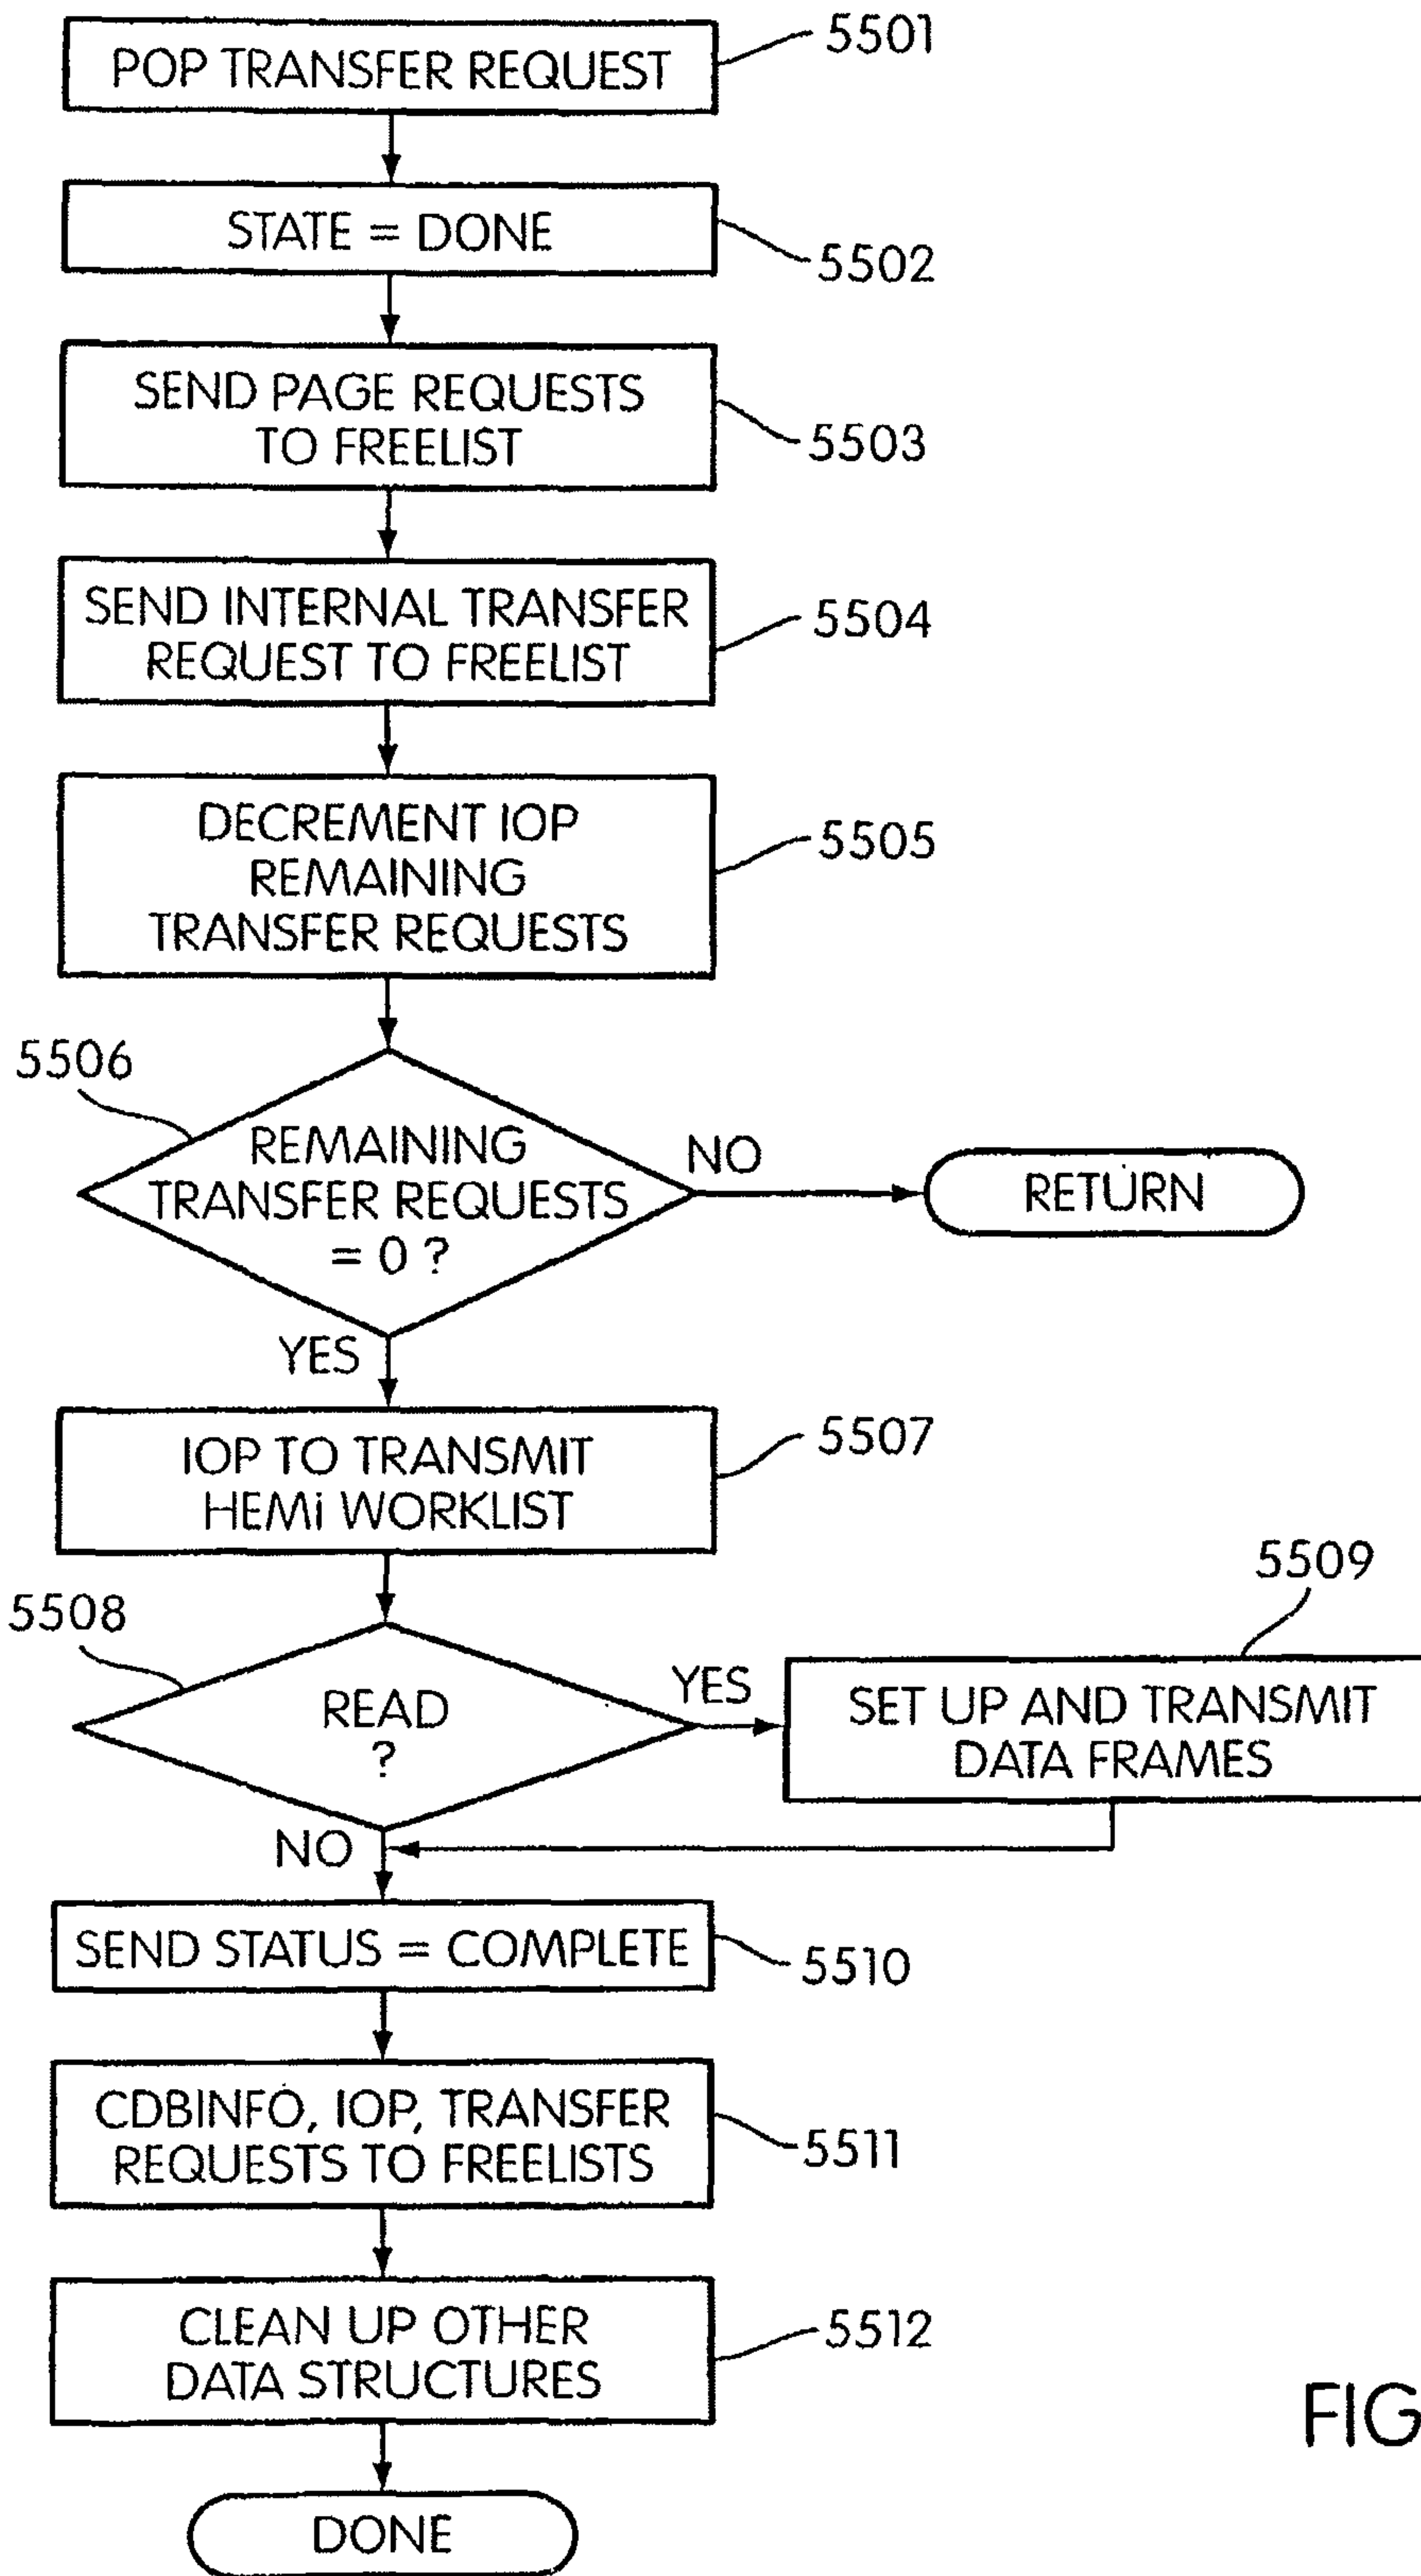 POP TRANSFER REQUEST
5501
STATE = DONE
5502
SEND PAGE REQUESTS
TO FREELIST
5503
SEND INTERNAL TRANSFER
REQUEST TO FREELIST
5504
DECREMENT IOP
REMAINING
TRANSFER REQUESTS
5505
5506
REMAINING
TRANSFER REQUESTS
= 0 ?
NO
RETURN
YES
IOP TO TRANSMIT
HEMi WORKLIST
5507
5508
READ
?
YES
5509
SET UP AND TRANSMIT
DATA FRAMES
NO
SEND STATUS = COMPLETE
5510
CDBINFO, IOP, TRANSFER
REQUESTS TO FREELISTS
5511
CLEAN UP OTHER
DATA STRUCTURES
5512
DONE
FIG